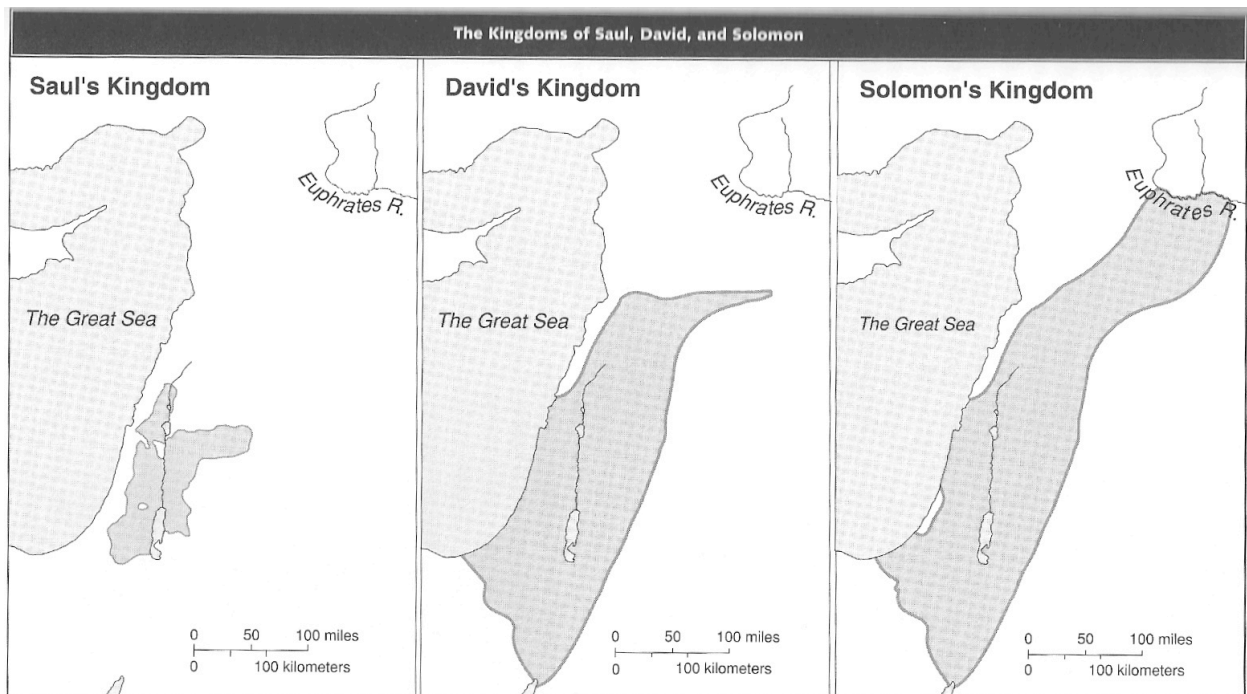 The Kingdoms of Saul, David, and Solomon
Saul's Kingdom
Euphrates R.
The Great Sea
0 50 100 miles
0 100 kilometers
David's Kingdom
Euphrates R.
The Great Sea
0 50 100 miles
0 100 kilometers
Solomon's Kingdom
Euphrates R.
The Great Sea
0 50 100 miles
0 100 kilometers